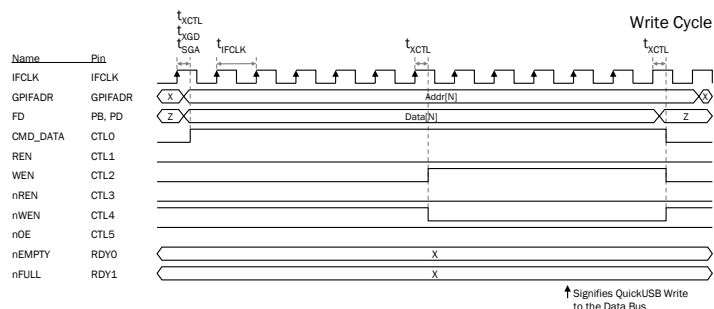 Write Cycle
tXCTL
tXGD
tSGA
tIFCLK
tXCTL
tXCTL
Name Pin
IFCLK IFCLK
GPIFADR GPIFADR X Addr[N] X
FD PB, PD Z Data[N] Z
CMD_DATA CTL0
REN CTL1
WEN CTL2
nREN CTL3
nWEN CTL4
nOE CTL5
nEMPTY RDY0 X
nFULL RDY1 X
Signifies QuickUSB Write
to the Data Bus